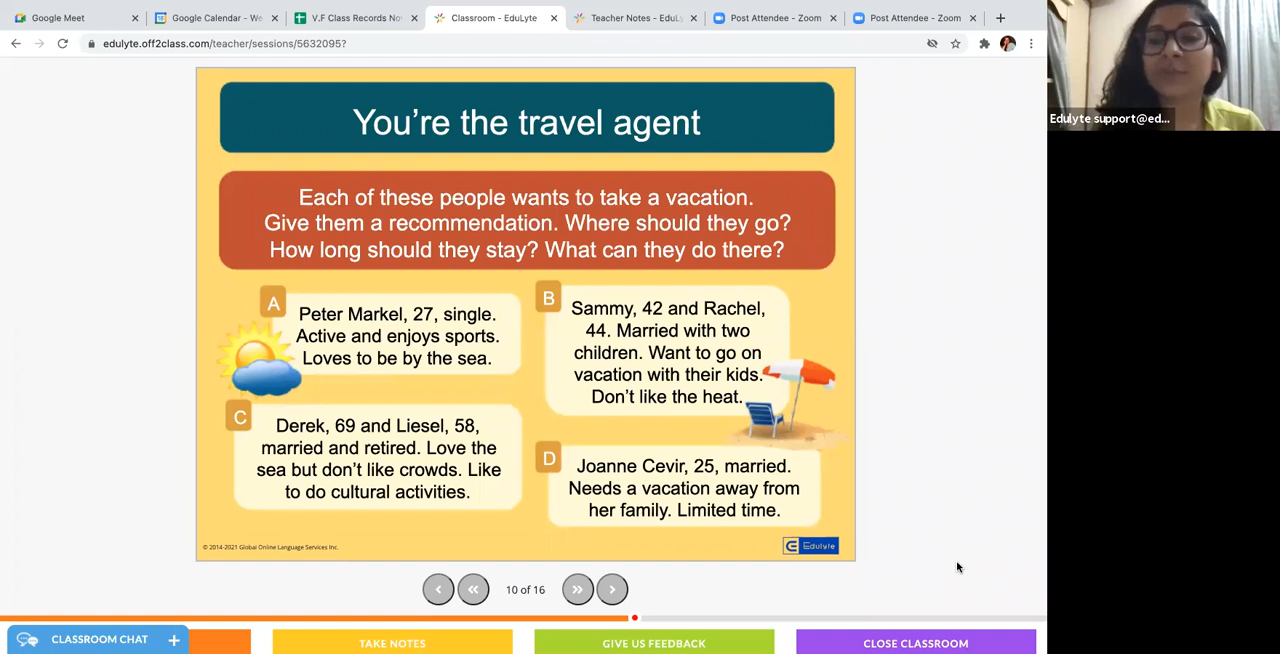 Google Meet
Google Calendar - We
V.F Class Records No
Classroom - EduLyte
Teacher Notes - EduL
Post Attendee - Zoom
Post Attendee - Zoom
edulyte.off2class.com/teacher/sessions/5632095?
Edulyte support@ed...
You're the travel agent
Each of these people wants to take a vacation.
Give them a recommendation. Where should they go?
How long should they stay? What can they do there?
A
Peter Markel, 27, single.
Active and enjoys sports.
Loves to be by the sea.
B
Sammy, 42 and Rachel,
44. Married with two
children. Want to go on
vacation with their kids.
Don't like the heat.
C
Derek, 69 and Liesel, 58,
married and retired. Love the
sea but don't like crowds. Like
to do cultural activities.
D
Joanne Cevir, 25, married.
Needs a vacation away from
her family. Limited time.
© 2014-2021 Global Online Language Services Inc.
Edulyte
10 of 16
CLASSROOM CHAT +
TAKE NOTES
GIVE US FEEDBACK
CLOSE CLASSROOM